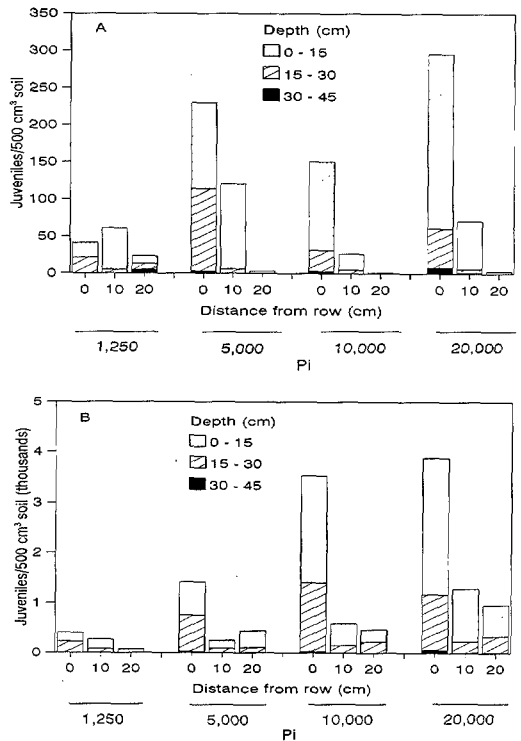 350
300
250
200
150
100
50
0
Juveniles/500 cm³ soil
A
Depth (cm)
0 - 15
15 - 30
30 - 45
0 10 20 0 10 20 0 10 20 0 10 20
Distance from row (cm)
1,250 5,000 10,000 20,000
Pi
5
4
3
2
1
0
Juveniles/500 cm³ soil (thousands)
B
Depth (cm)
0 - 15
15 - 30
30 - 45
0 10 20 0 10 20 0 10 20 0 10 20
Distance from row (cm)
1,250 5,000 10,000 20,000
Pi